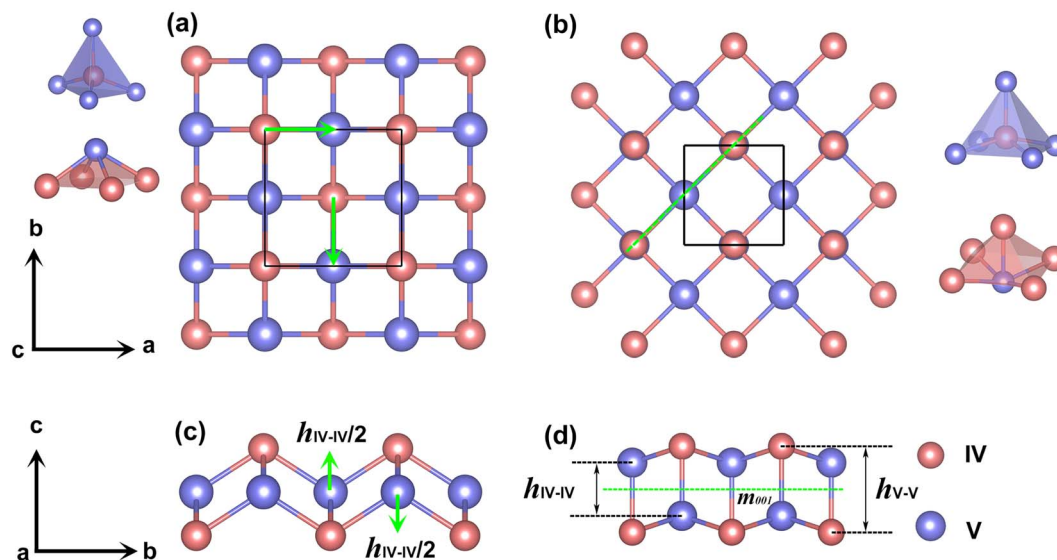 (a)
(b)
b
c
a
(c)
hIV-IV/2
hIV-IV/2
c
a
b
(d)
hIV-IV
m001
hV-V
IV
V